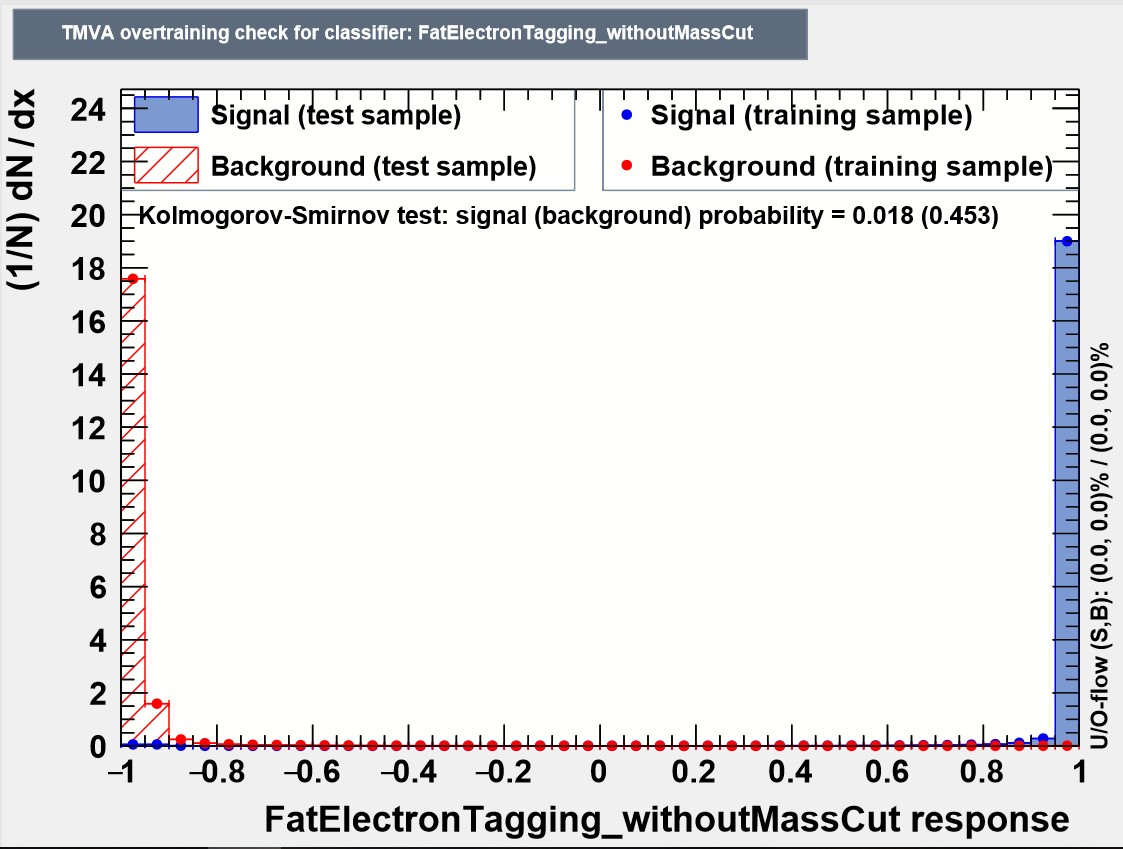 TMVA overtraining check for classifier: FatElectronTagging_withoutMassCut
(1/N) dN / dx
Signal (test sample)
Background (test sample)
Signal (training sample)
Background (training sample)
Kolmogorov-Smirnov test: signal (background) probability = 0.018 (0.453)
24
22
20
18
16
14
12
10
8
6
4
2
0
−1 −0.8 −0.6 −0.4 −0.2 0 0.2 0.4 0.6 0.8 1
FatElectronTagging_withoutMassCut response
U/O-flow (S,B): (0.0, 0.0)% / (0.0, 0.0)%